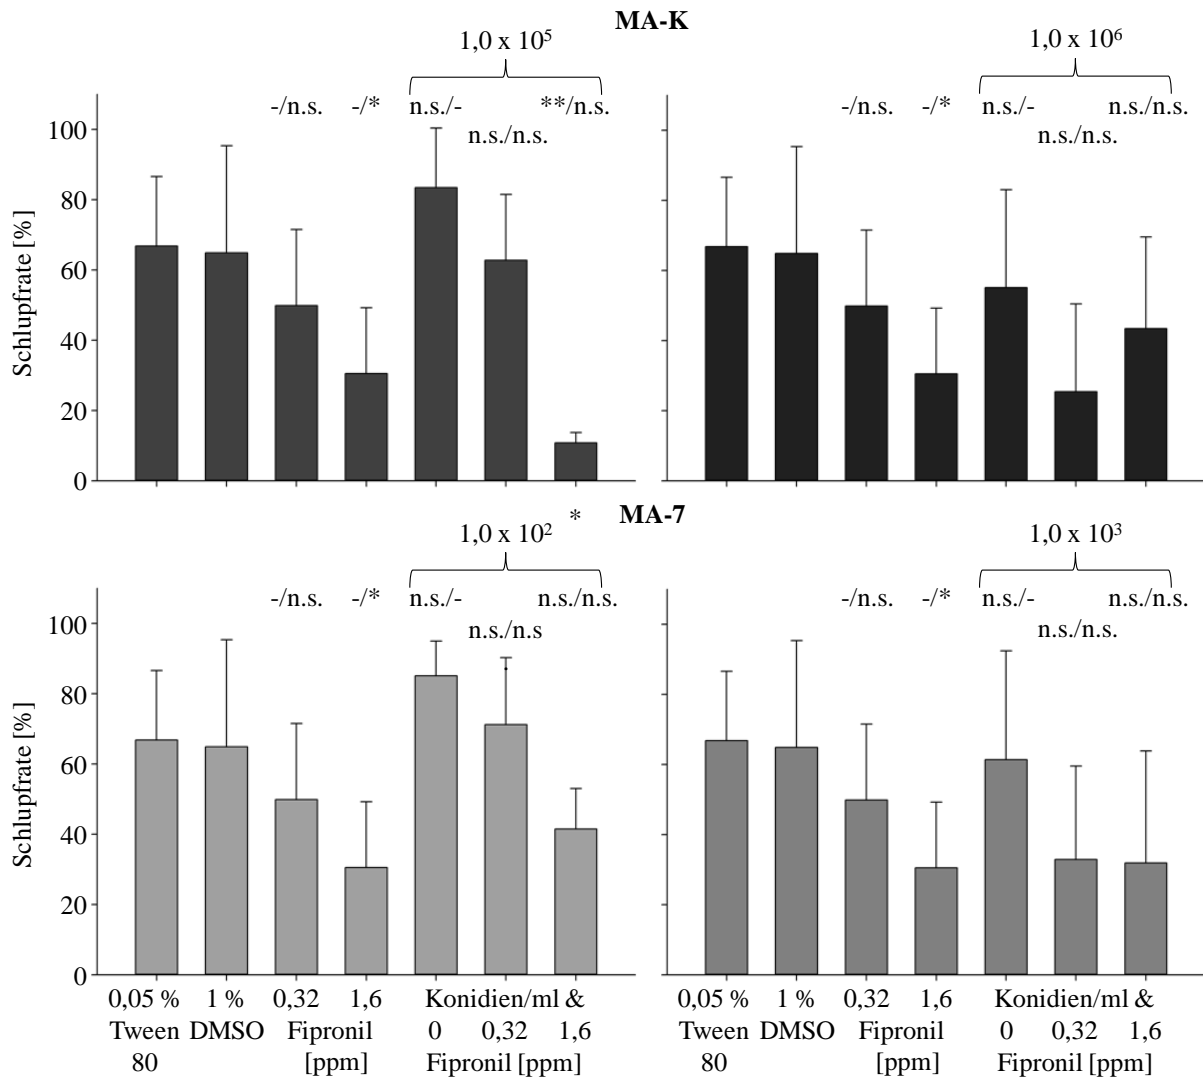 MA-K
1,0 x 10⁵
1,0 x 10⁶
-/n.s. -/* n.s./- **/n.s.
n.s./n.s.
-/n.s. -/* n.s./- n.s./n.s.
n.s./n.s.
Schlupfrate [%]
100
80
60
40
20
0
* MA-7
1,0 x 10²
1,0 x 10³
-/n.s. -/* n.s./- n.s./n.s.
n.s./n.s
-/n.s. -/* n.s./- n.s./n.s.
n.s./n.s.
Schlupfrate [%]
100
80
60
40
20
0
0,05 % 1 % 0,32 1,6 Konidien/ml &
Tween DMSO Fipronil 0 0,32 1,6
80 [ppm] Fipronil [ppm]
0,05 % 1 % 0,32 1,6 Konidien/ml &
Tween DMSO Fipronil 0 0,32 1,6
80 [ppm] Fipronil [ppm]